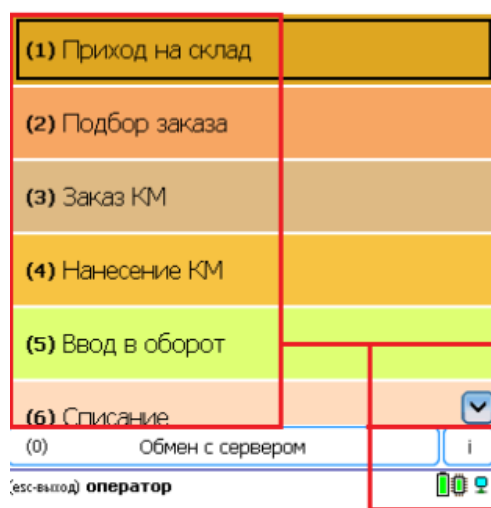 (1) Приход на склад
(2) Подбор заказа
(3) Заказ КМ
(4) Нанесение КМ
(5) Ввод в оборот
(6) Списание
(0) Обмен с сервером i
(esc-выход) оператор